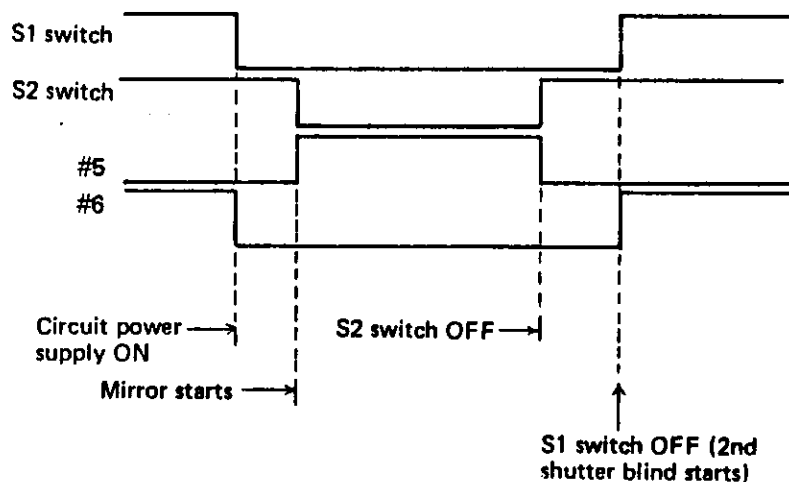 S1 switch
S2 switch
#5
#6
Circuit power
supply ON
S2 switch OFF
Mirror starts
S1 switch OFF (2nd
shutter blind starts)